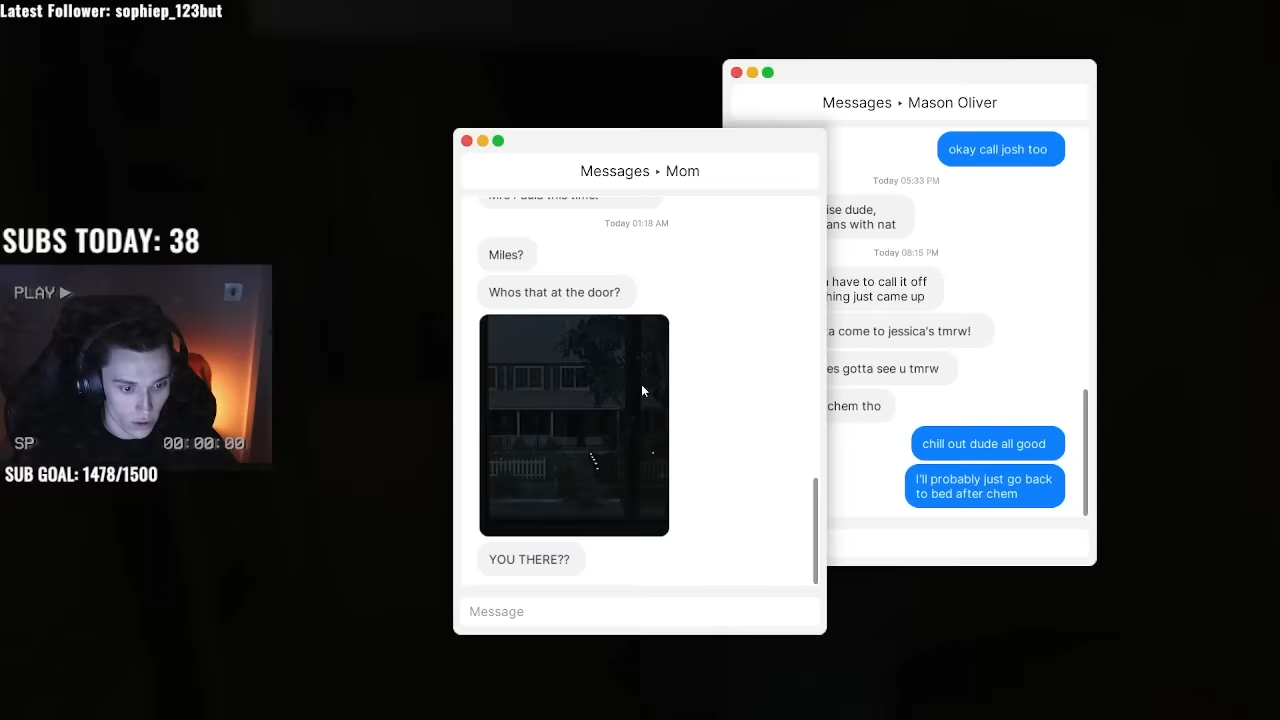 Latest Follower: sophiep_123but
SUBS TODAY: 38
PLAY
SP
00:00:00
SUB GOAL: 1478/1500
Messages ‣ Mason Oliver
okay call josh too
Today 05:33 PM
ise dude,
ans with nat
Today 08:15 PM
have to call it off
hing just came up
a come to jessica's tmrw!
es gotta see u tmrw
chem tho
chill out dude all good
I'll probably just go back
to bed after chem
Messages ‣ Mom
Today 01:18 AM
Miles?
Whos that at the door?
YOU THERE??
Message